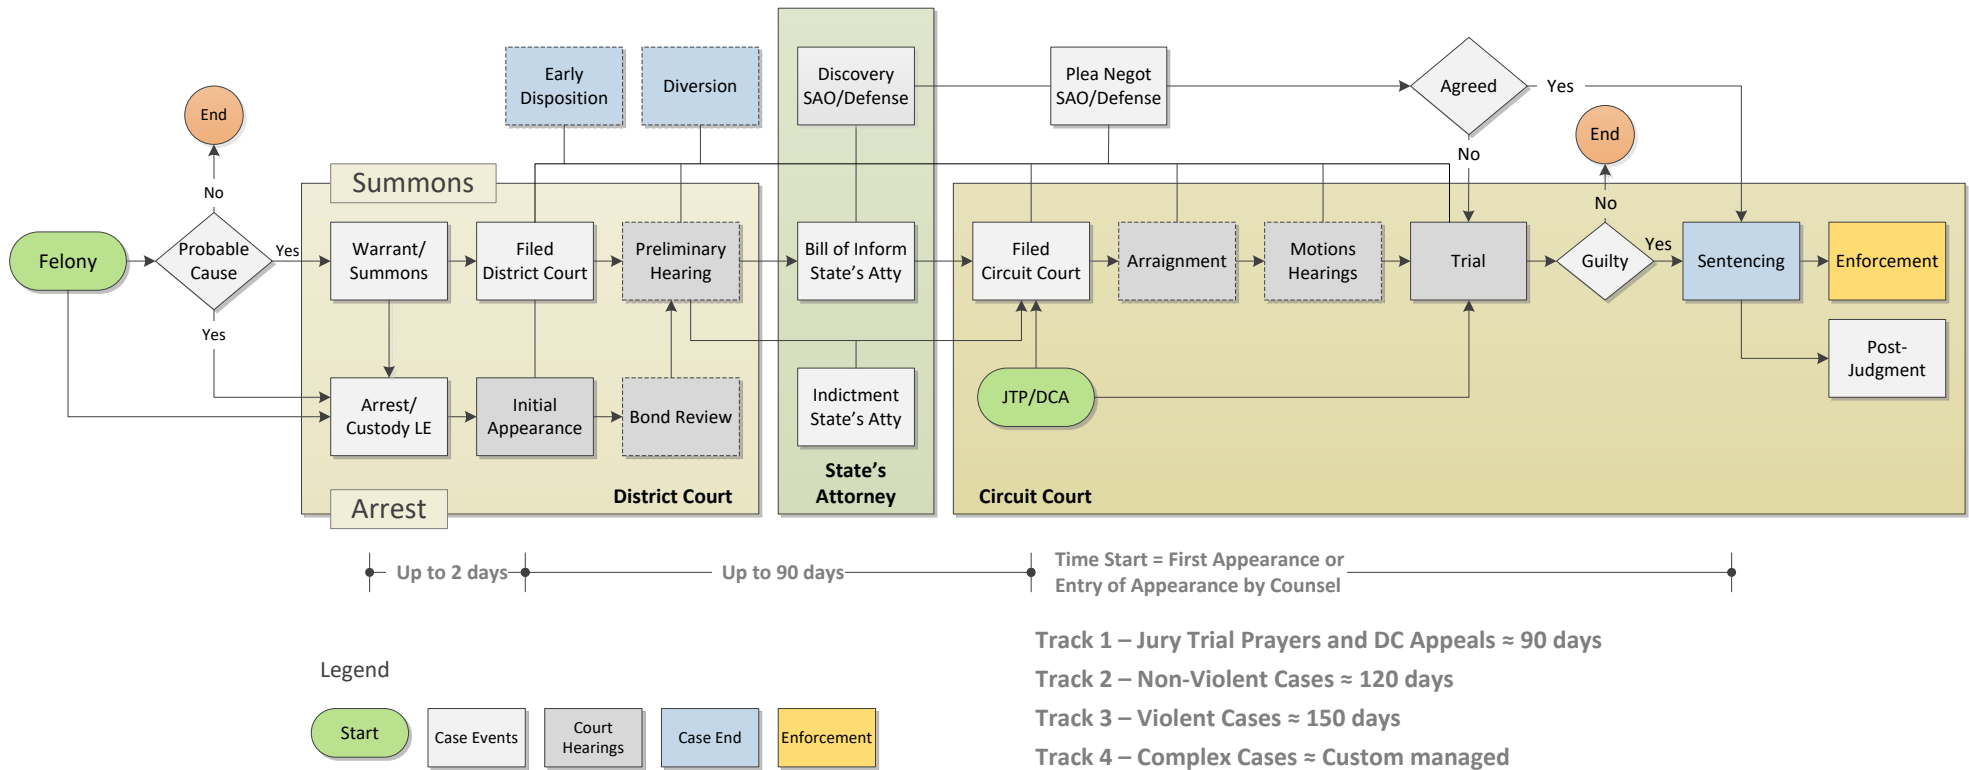 Early
Disposition
Diversion
Discovery
SAO/Defense
Plea Negot
SAO/Defense
Agreed
Yes
End
End
No
No
Summons
No
Felony
Probable
Cause
Yes
Warrant/
Summons
Filed
District Court
Preliminary
Hearing
Bill of Inform
State's Atty
Filed
Circuit Court
Arraignment
Motions
Hearings
Trial
Guilty
Yes
Sentencing
Enforcement
Yes
Post-
Judgment
Arrest/
Custody LE
Initial
Appearance
Bond Review
Indictment
State's Atty
JTP/DCA
State's
Attorney
District Court
Circuit Court
Arrest
Up to 2 days
Up to 90 days
Time Start = First Appearance or
Entry of Appearance by Counsel
Track 1 – Jury Trial Prayers and DC Appeals ≈ 90 days
Track 2 – Non-Violent Cases ≈ 120 days
Track 3 – Violent Cases ≈ 150 days
Track 4 – Complex Cases ≈ Custom managed
Legend
Start
Case Events
Court
Hearings
Case End
Enforcement